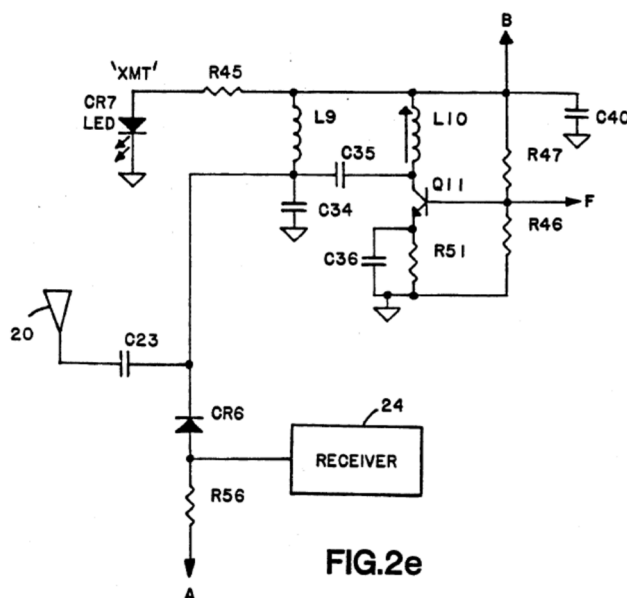 B
'XMT'
R45
CR7
LED
L9
L10
C40
C35
R47
Q11
F
C34
R46
C36
R51
20
C23
24
CR6
RECEIVER
R56
FIG.2e
A